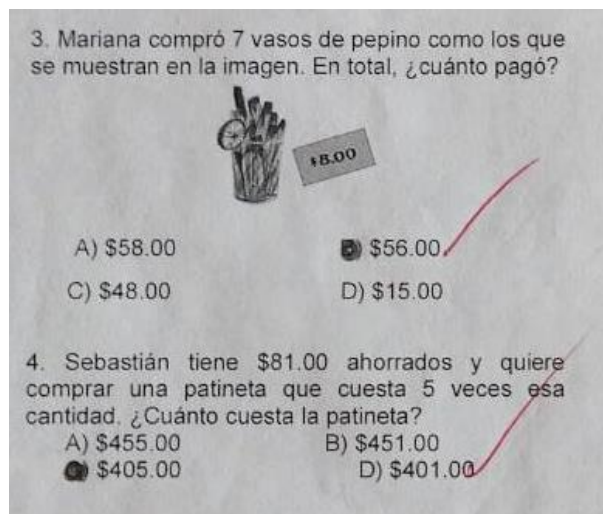 3. Mariana compró 7 vasos de pepino como los que
se muestran en la imagen. En total, ¿cuánto pagó?
$8.00
A) $58.00 B) $56.00
C) $48.00 D) $15.00
4. Sebastián tiene $81.00 ahorrados y quiere
comprar una patineta que cuesta 5 veces esa
cantidad. ¿Cuánto cuesta la patineta?
A) $455.00 B) $451.00
$405.00 D) $401.00